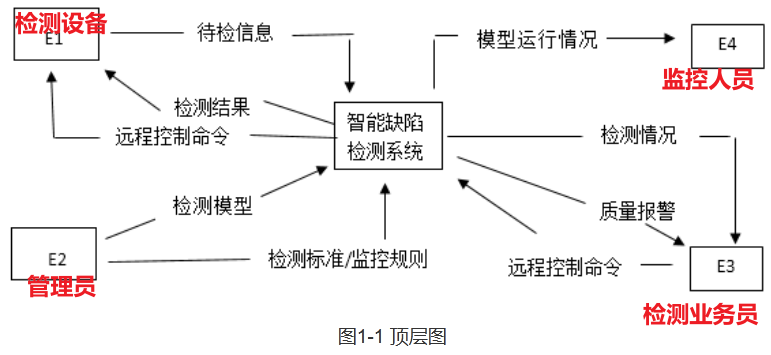 检测设备
E1
待检信息
模型运行情况
E4
监控人员
检测结果
远程控制命令
智能缺陷
检测系统
检测情况
检测模型
质量报警
E2
管理员
检测标准/监控规则
远程控制命令
E3
检测业务员
图1-1 顶层图